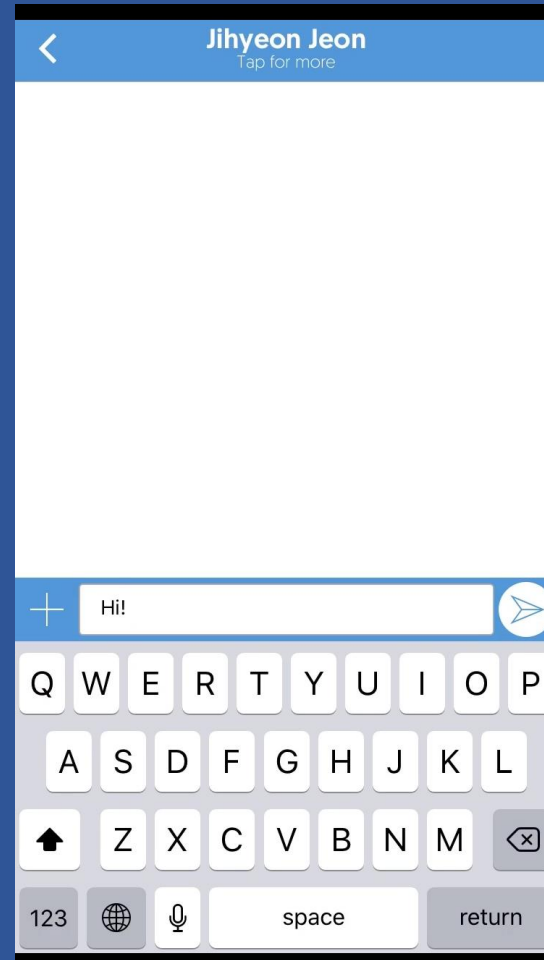 Jihyeon Jeon
Tap for more
Hi!
Q W E R T Y U I O P
A S D F G H J K L
Z X C V B N M
123 space return